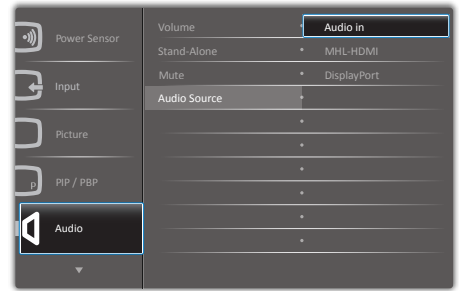 Power Sensor
Input
Picture
P
PIP / PBP
Audio
Volume
Stand-Alone
Mute
Audio Source
Audio in
MHL-HDMI
DisplayPort